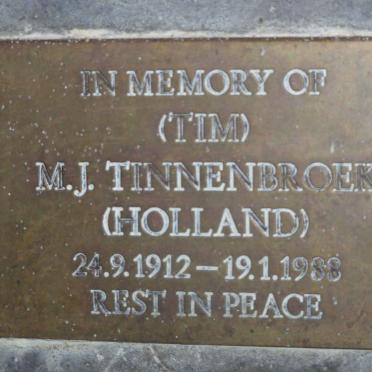 IN MEMORY OF
(TIM)
M.J. TINNENBROEK
(HOLLAND)
24.9.1912 – 19.1.1988
REST IN PEACE